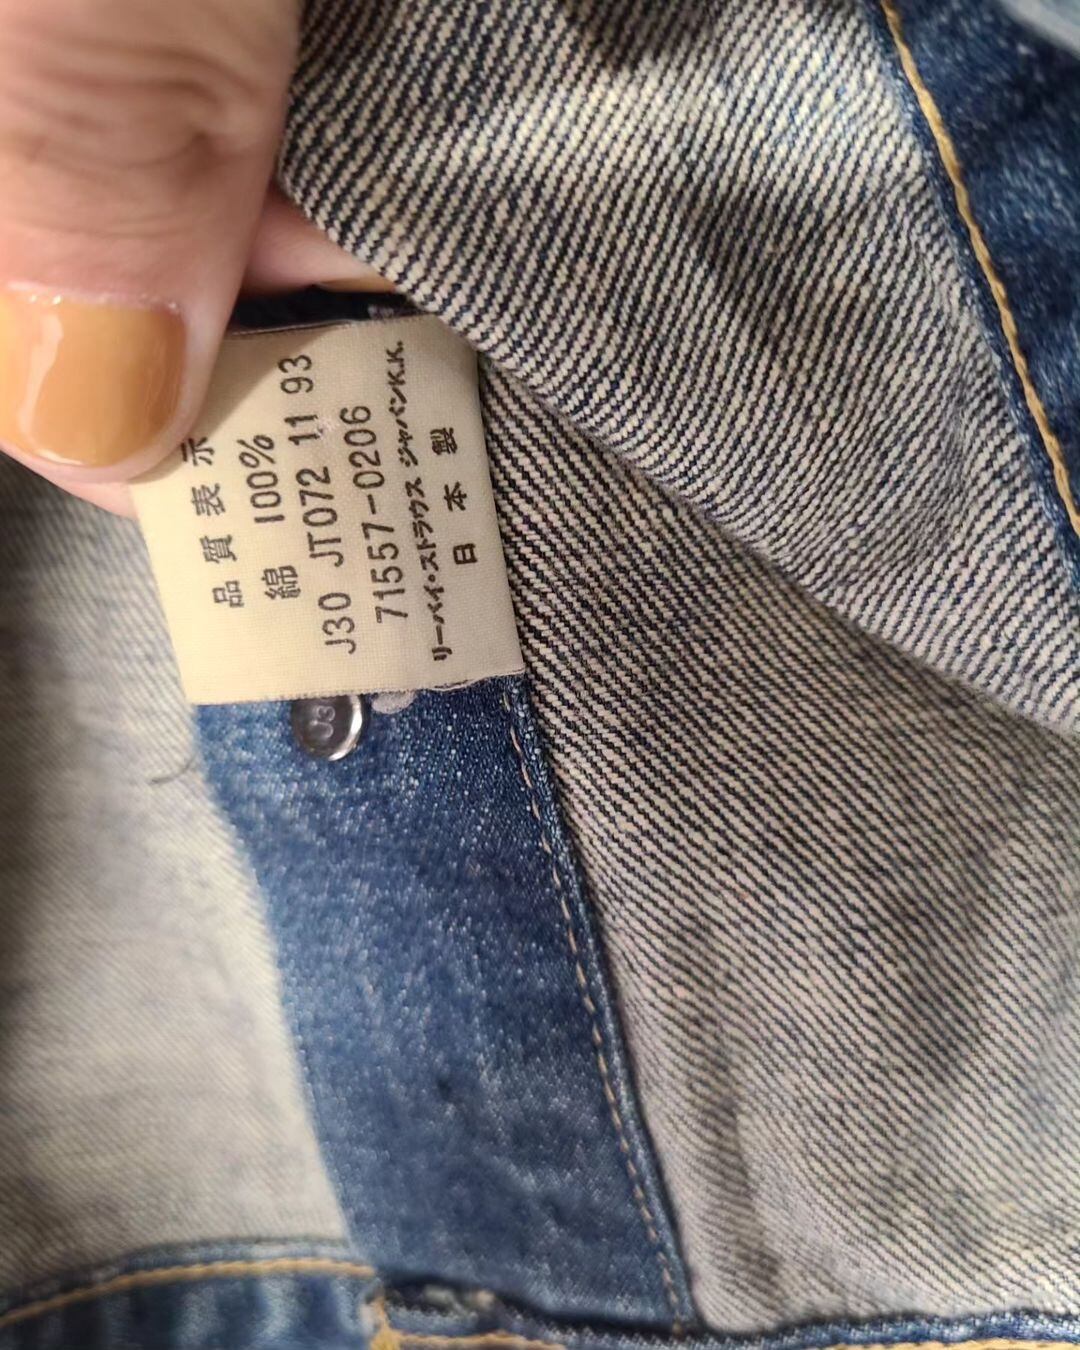 品質表示
綿 100%
J30 JT072 11 93
71557-0206
リーバイ・ストラウス ジャパンK.K.
日本製
J3